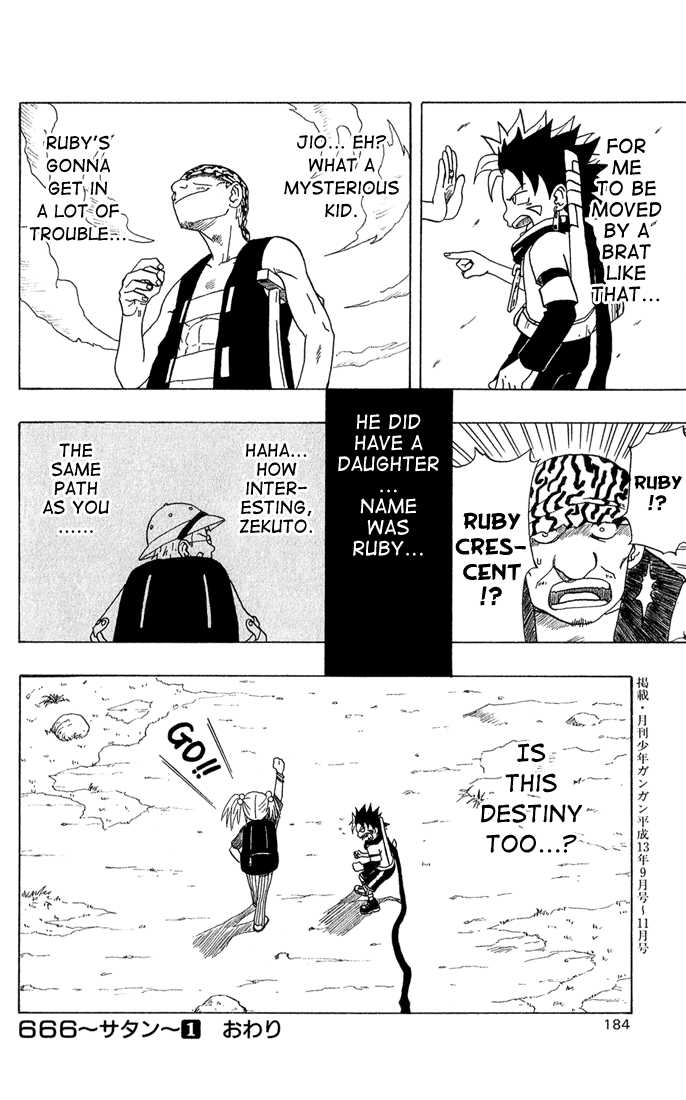 FOR
ME
TO BE
MOVED
BY A
BRAT
LIKE
THAT...
JIO... EH?
WHAT A
MYSTERIOUS
KID.
RUBY'S
GONNA
GET IN
A LOT OF
TROUBLE...
RUBY
!?
RUBY
CRES-
CENT
!?
HE DID
HAVE A
DAUGHTER
...
NAME
WAS
RUBY...
HAHA...
HOW
INTER-
ESTING,
ZEKUTO.
THE
SAME
PATH
AS YOU
......
IS
THIS
DESTINY
TOO...?
GO!!
掲載・月刊少年ガンガン平成13年9月号〜11月号
666〜サタン〜1 おわり
184